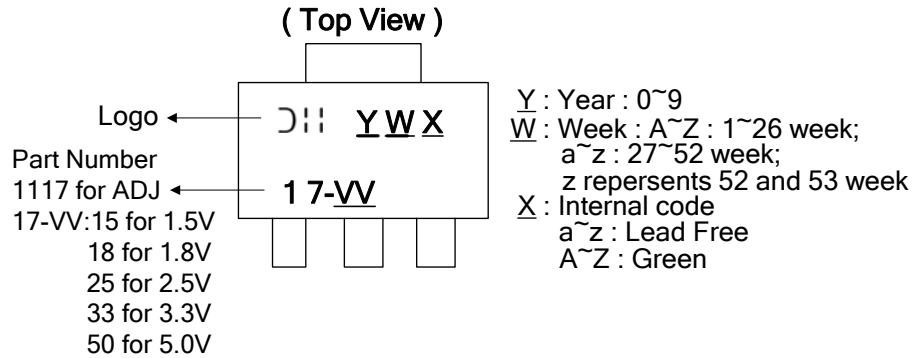 ( Top View )
Logo
Y W X
Part Number
1117 for ADJ
17-VV
17-VV:15 for 1.5V
18 for 1.8V
25 for 2.5V
33 for 3.3V
50 for 5.0V
Y : Year : 0~9
W : Week : A~Z : 1~26 week;
a~z : 27~52 week;
z repersents 52 and 53 week
X : Internal code
a~z : Lead Free
A~Z : Green